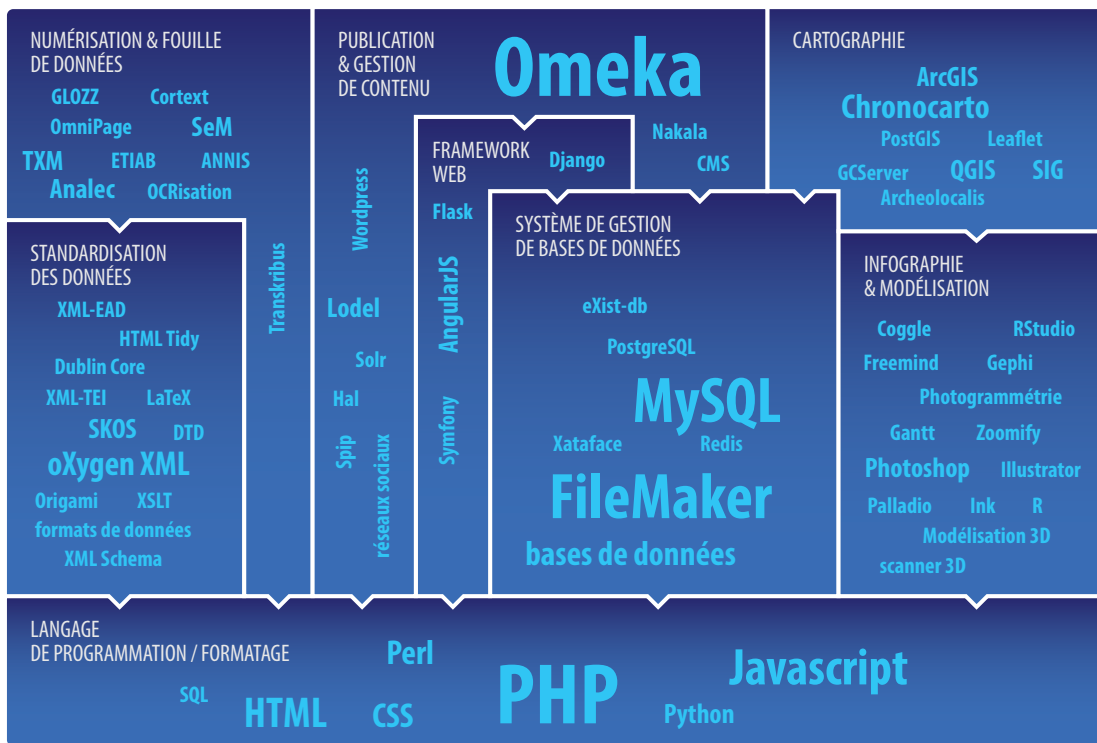 NUMÉRISATION & FOUILLE
DE DONNÉES
GLOZZ Cortext
OmniPage SeM
TXM ETIAB ANNIS
Analec OCRisation
PUBLICATION
& GESTION
DE CONTENU
Omeka
Nakala
CMS
Wordpress
Transkribus
Lodel
Solr
Hal
Spip
réseaux sociaux
FRAMEWORK
WEB
Django
Flask
AngularJS
Symfony
CARTOGRAPHIE
ArcGIS
Chronocarto
PostGIS Leaflet
GCServer QGIS SIG
Archeolocalis
STANDARDISATION
DES DONNÉES
XML-EAD
HTML Tidy
Dublin Core
XML-TEI LaTeX
SKOS DTD
oXygen XML
Origami XSLT
formats de données
XML Schema
SYSTÈME DE GESTION
DE BASES DE DONNÉES
eXist-db
PostgreSQL
MySQL
Xataface Redis
FileMaker
bases de données
INFOGRAPHIE
& MODÉLISATION
Coggle RStudio
Freemind Gephi
Photogrammétrie
Gantt Zoomify
Photoshop Illustrator
Palladio Ink R
Modélisation 3D
scanner 3D
LANGAGE
DE PROGRAMMATION / FORMATAGE
Perl
SQL
HTML CSS
PHP
Javascript
Python